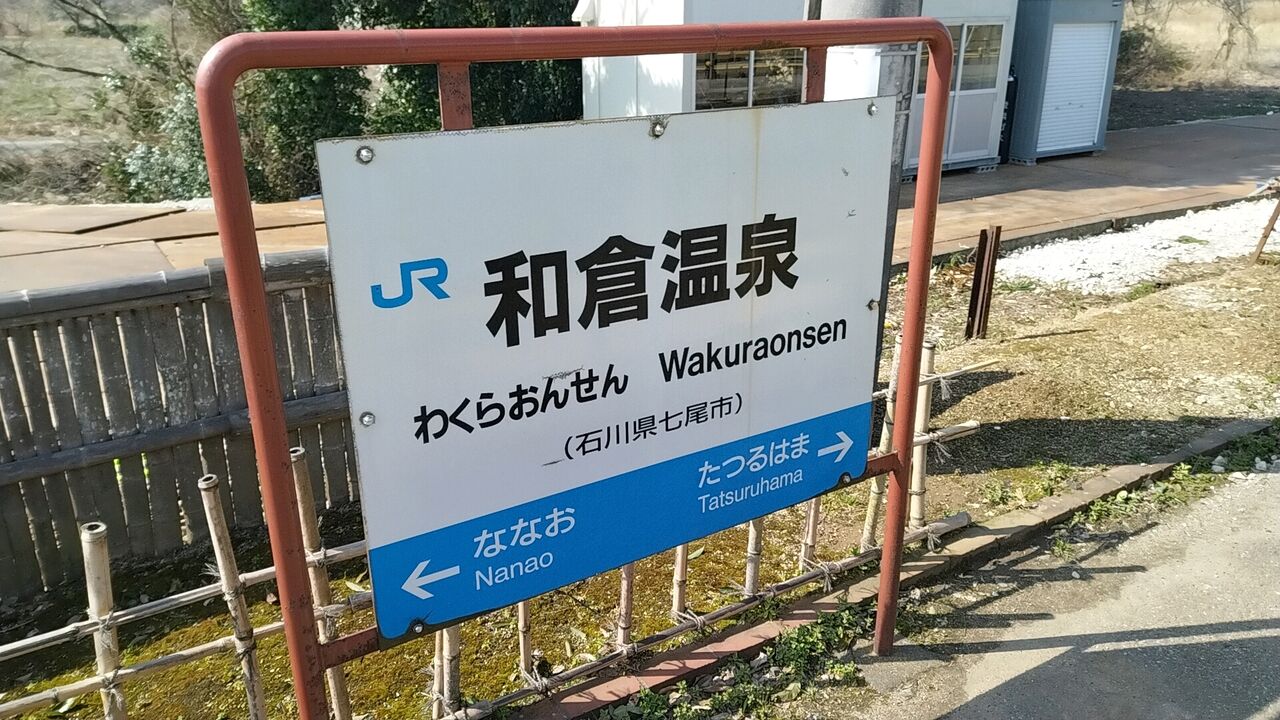 JR 和倉温泉
わくらおんせん Wakuraonsen
(石川県七尾市)
たつるはま →
Tatsuruhama
← ななお
Nanao